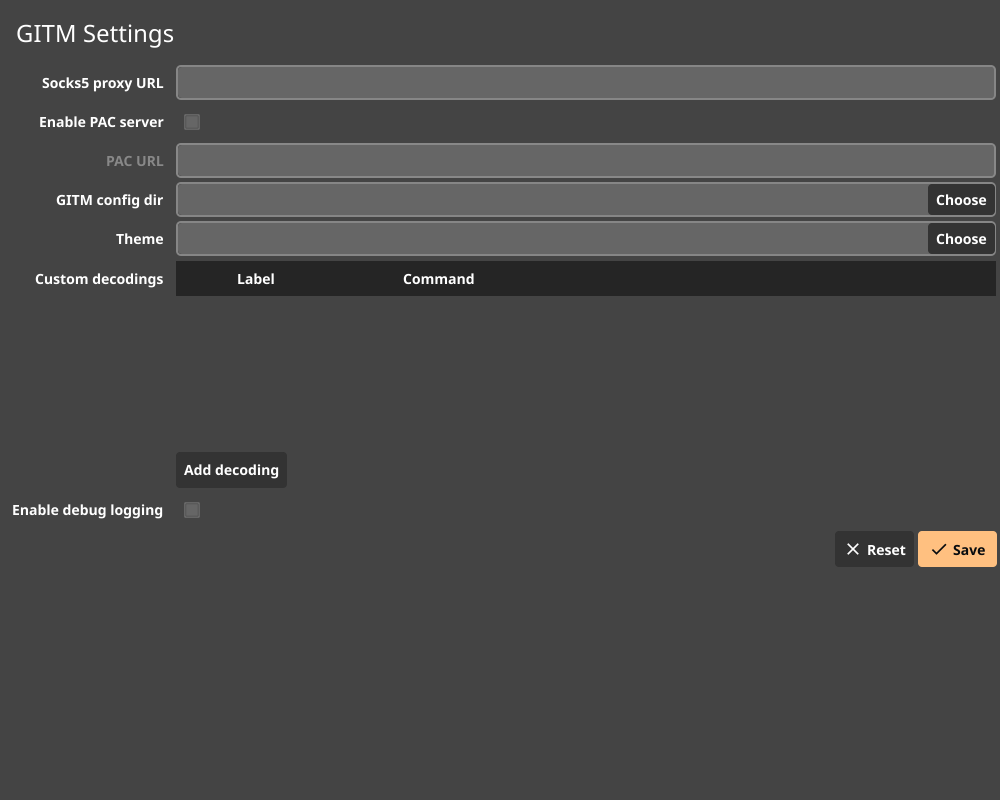 GITM Settings
Socks5 proxy URL
Enable PAC server
PAC URL
GITM config dir Choose
Theme Choose
Custom decodings Label Command
Add decoding
Enable debug logging
Reset Save